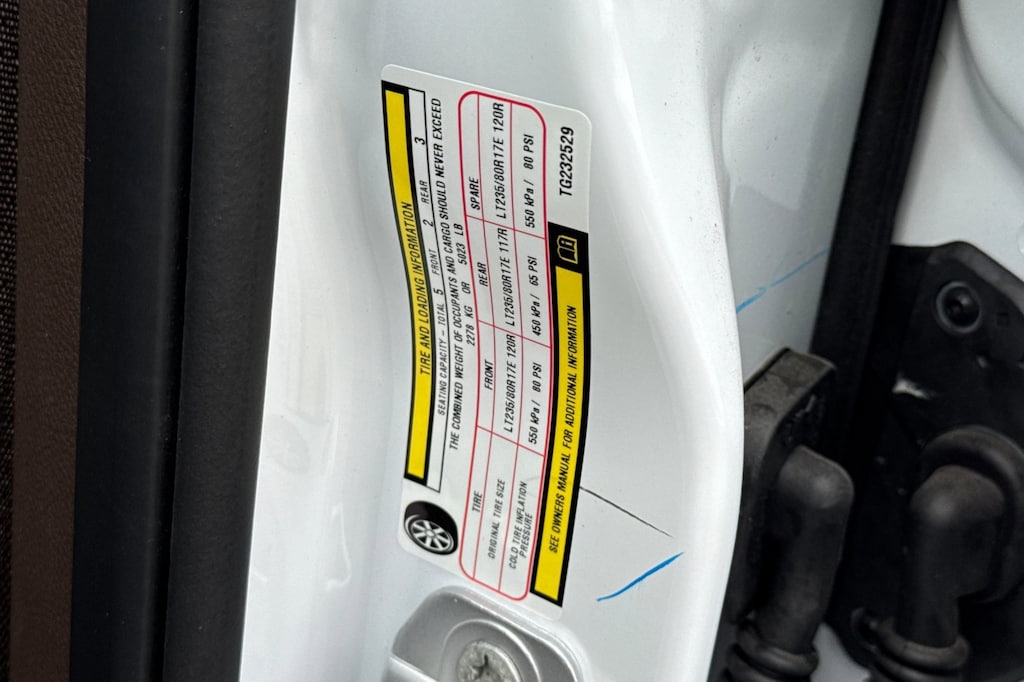 TIRE AND LOADING INFORMATION
SEATING CAPACITY - TOTAL 5 FRONT 2 REAR 3
THE COMBINED WEIGHT OF OCCUPANTS AND CARGO SHOULD NEVER EXCEED
2278 KG OR 5023 LB
TIRE FRONT REAR SPARE
ORIGINAL TIRE SIZE LT235/80R17E 120R LT235/80R17E 117R LT235/80R17E 120R
COLD TIRE INFLATION PRESSURE 550 kPa / 80 PSI 450 kPa / 65 PSI 550 kPa / 80 PSI
SEE OWNERS MANUAL FOR ADDITIONAL INFORMATION
TG232529